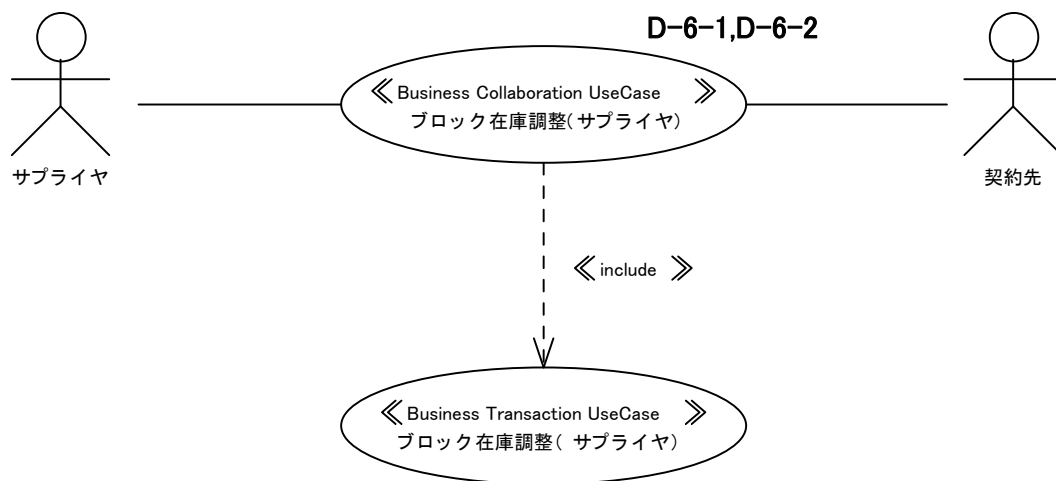 D-6-1,D-6-2
≪Business Collaboration UseCase ≫
ブロック在庫調整(サプライヤ)
サプライヤ
契約先
≪include ≫
≪Business Transaction UseCase ≫
ブロック在庫調整( サプライヤ)